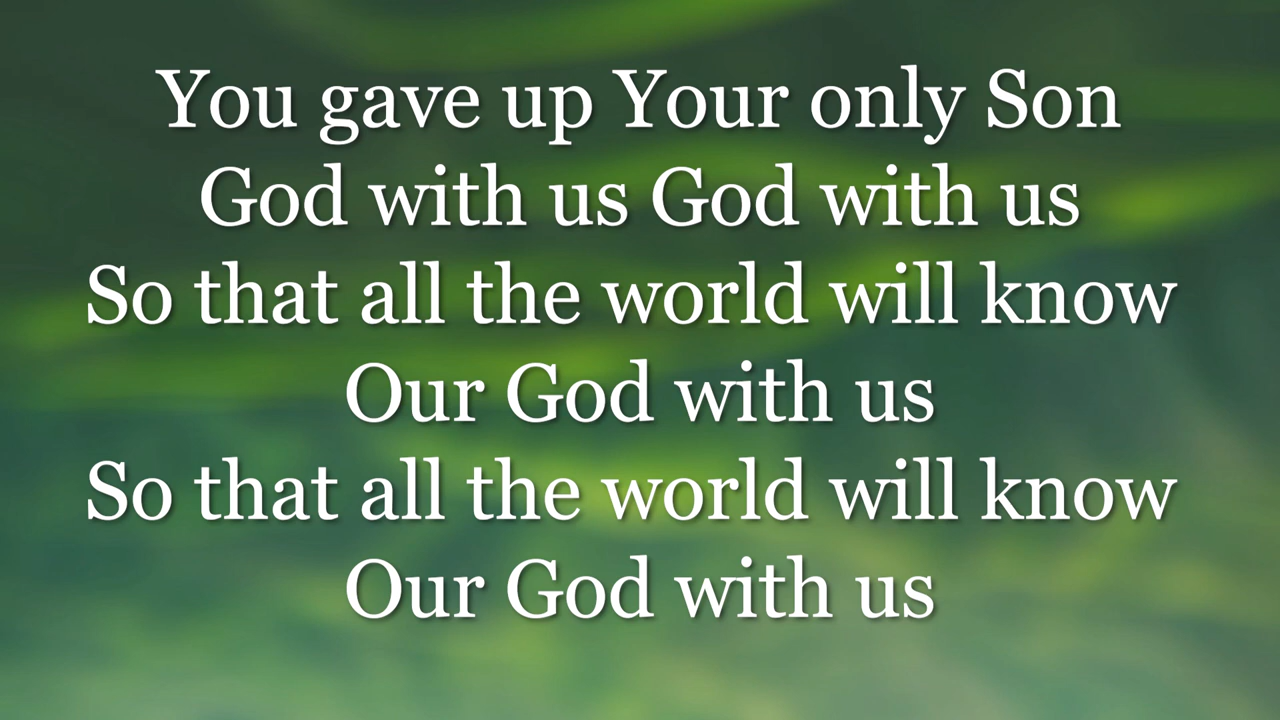 You gave up Your only Son
God with us God with us
So that all the world will know
Our God with us
So that all the world will know
Our God with us